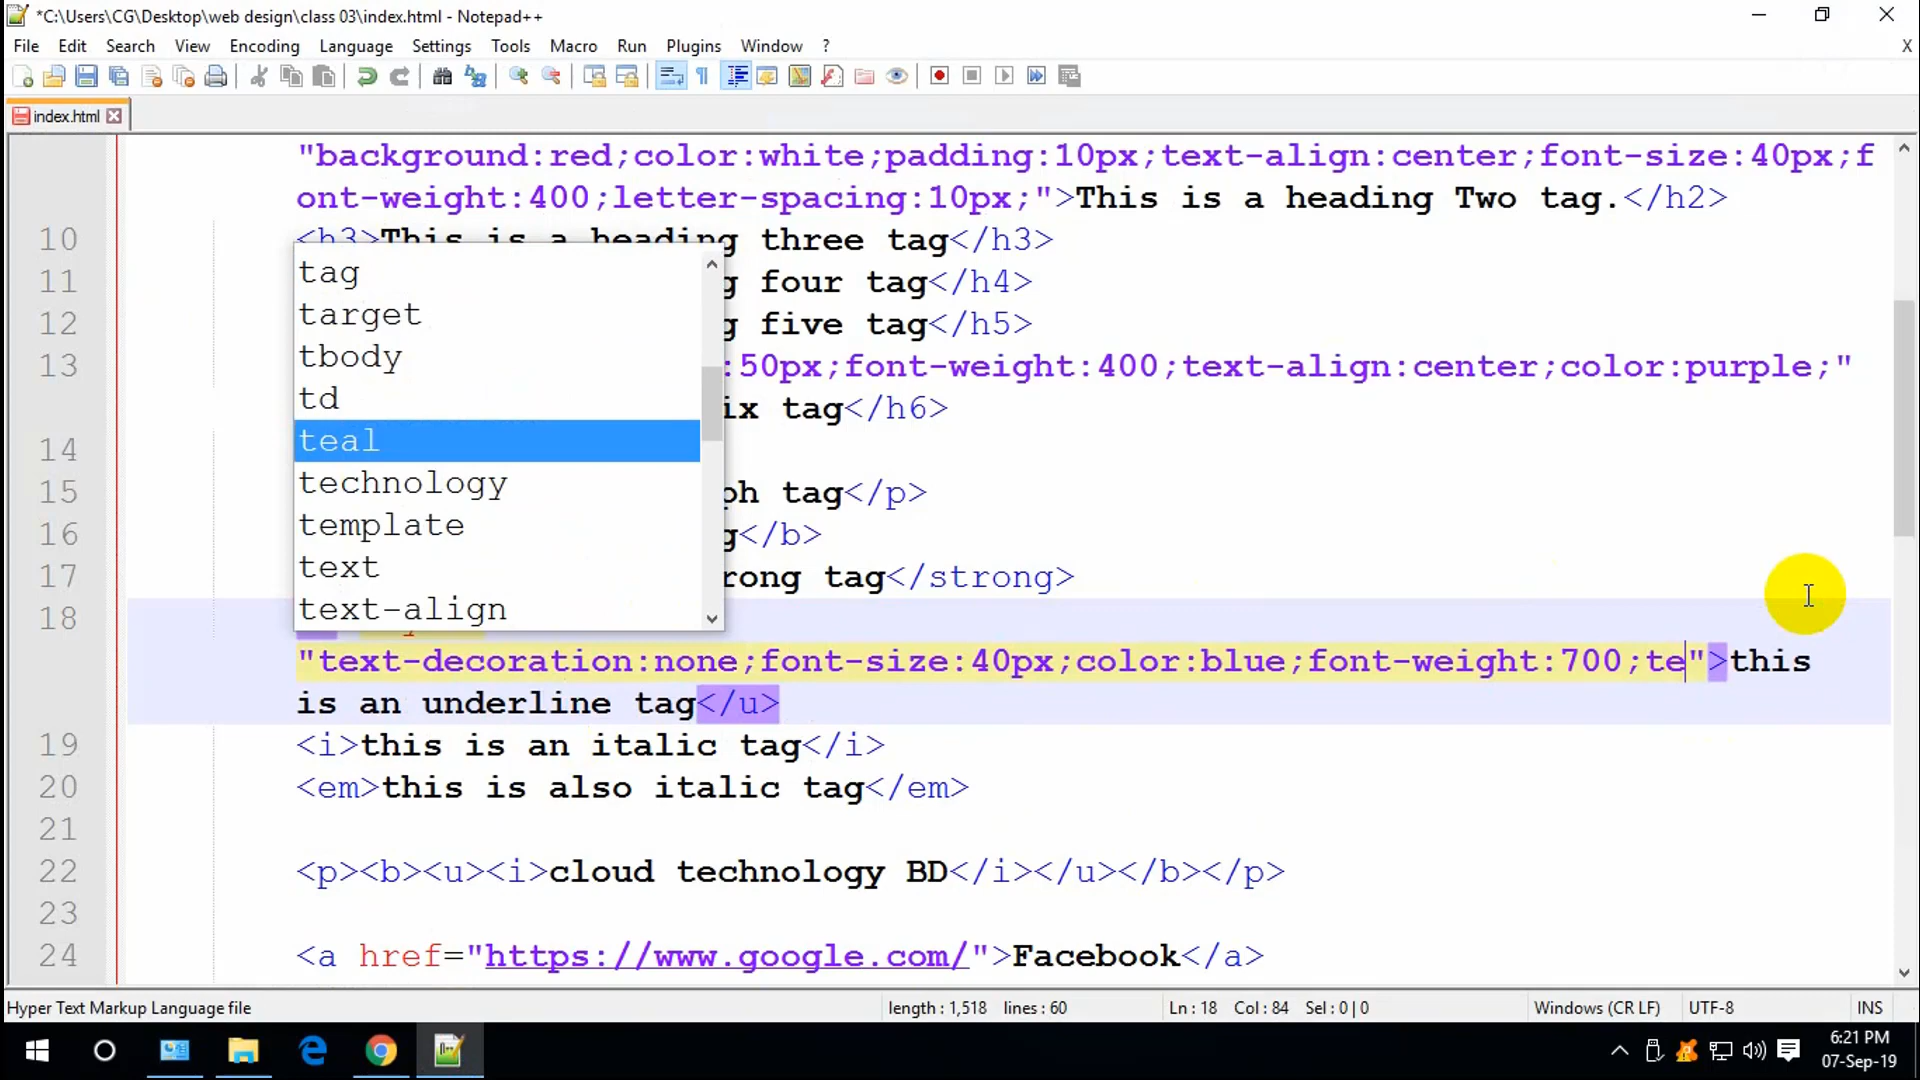 *C:\Users\CG\Desktop\web design\class 03\index.html - Notepad++
File Edit Search View Encoding Language Settings Tools Macro Run Plugins Window ? X
index.html
"background:red;color:white;padding:10px;text-align:center;font-size:40px;f
ont-weight:400;letter-spacing:10px;">This is a heading Two tag.</h2>
10 <h3>This is a heading three tag</h3>
tag
11 g four tag</h4>
target
12 g five tag</h5>
tbody
13 :50px;font-weight:400;text-align:center;color:purple;"
td
ix tag</h6>
teal
14
technology
15 ph tag</p>
template
16 g</b>
text
17 rong tag</strong>
text-align
18
"text-decoration:none;font-size:40px;color:blue;font-weight:700;te">this
is an underline tag</u>
19 <i>this is an italic tag</i>
20 <em>this is also italic tag</em>
21
22 <p><b><u><i>cloud technology BD</i></u></b></p>
23
24 <a href="https://www.google.com/">Facebook</a>
Hyper Text Markup Language file length : 1,518 lines : 60 Ln : 18 Col : 84 Sel : 0 | 0 Windows (CR LF) UTF-8 INS
6:21 PM
07-Sep-19